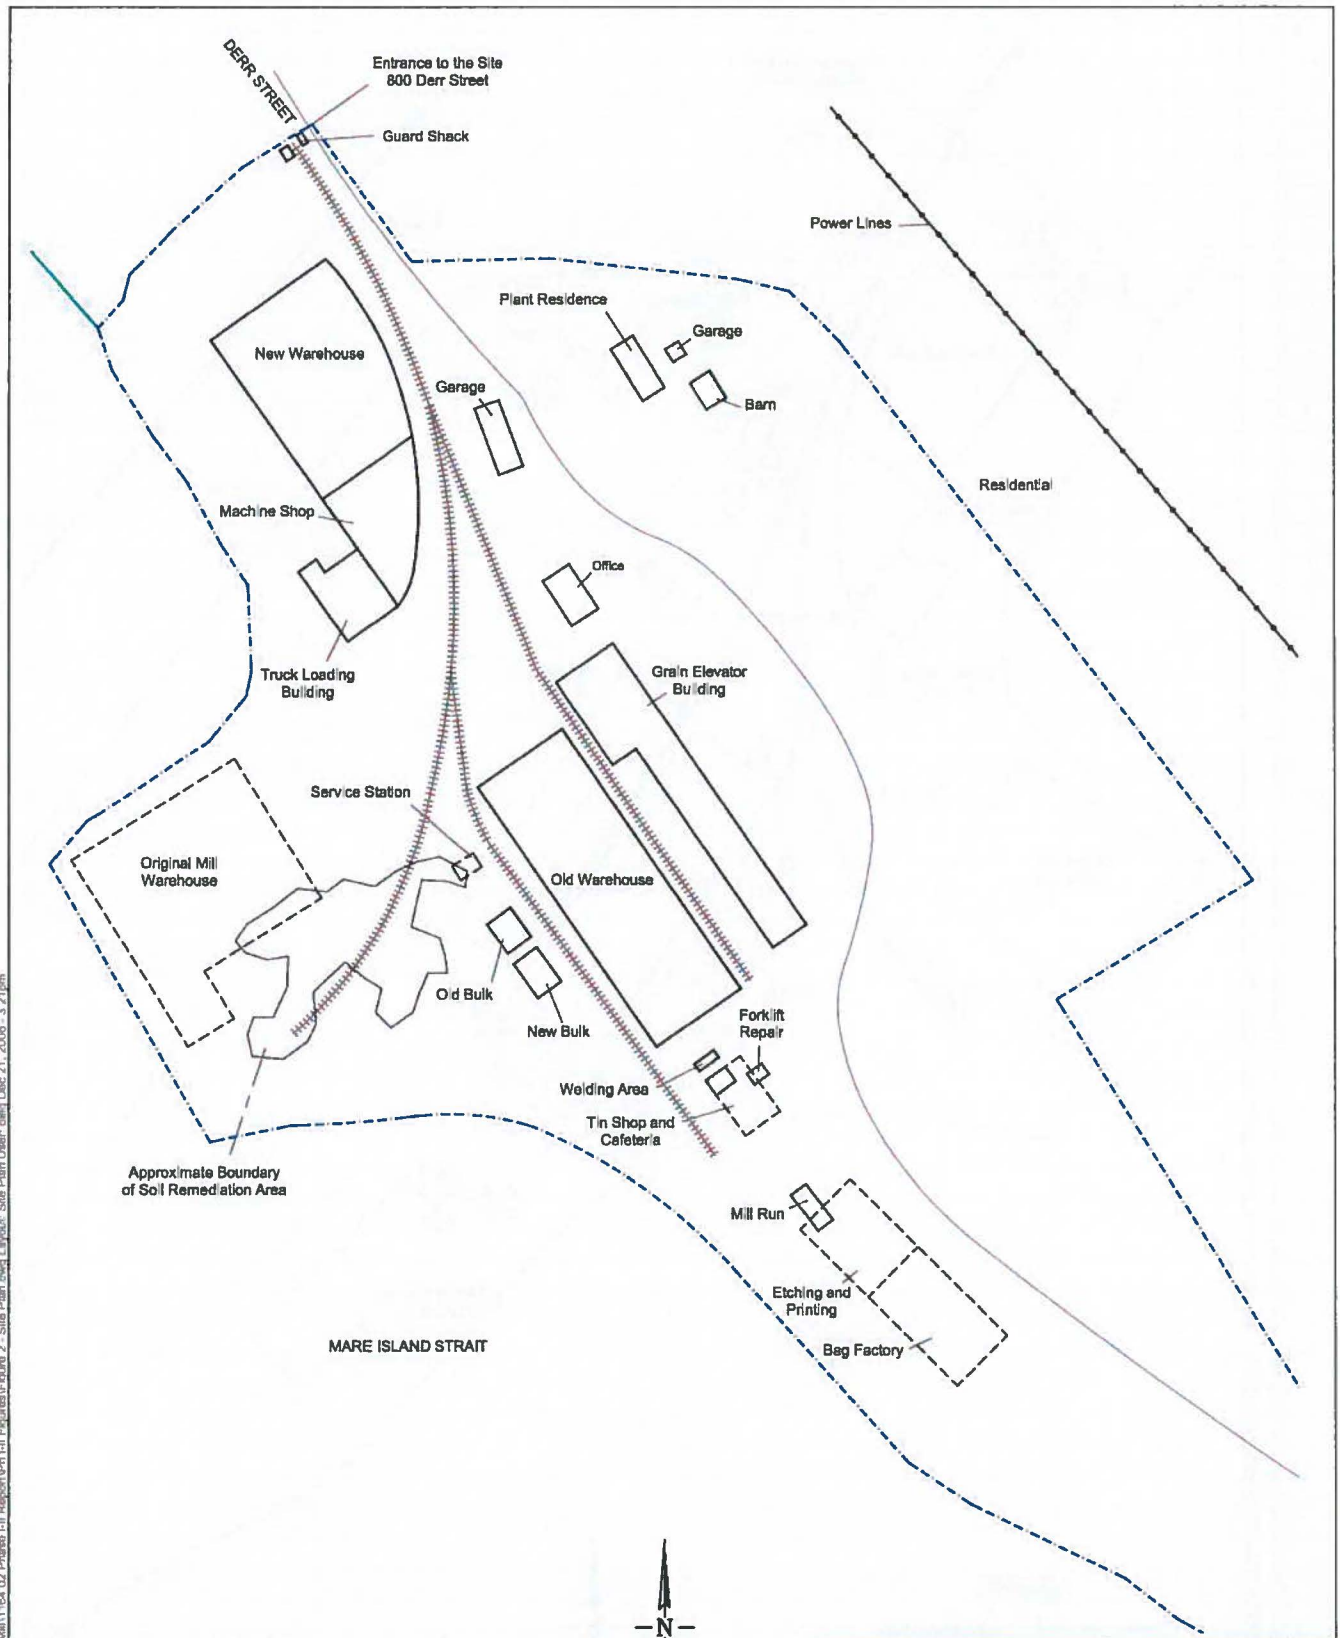 DERR STREET
Entrance to the Site
800 Derr Street
Guard Shack
Power Lines
Plant Residence
Garage
Barn
New Warehouse
Garage
Residential
Machine Shop
Office
Truck Loading
Building
Grain Elevator
Building
Service Station
Original Mill
Warehouse
Old Warehouse
Old Bulk
New Bulk
Forklift
Repair
Welding Area
Tin Shop and
Cafeteria
Approximate Boundary
of Soil Remediation Area
Mill Run
Etching and
Printing
Bag Factory
MARE ISLAND STRAIT
N